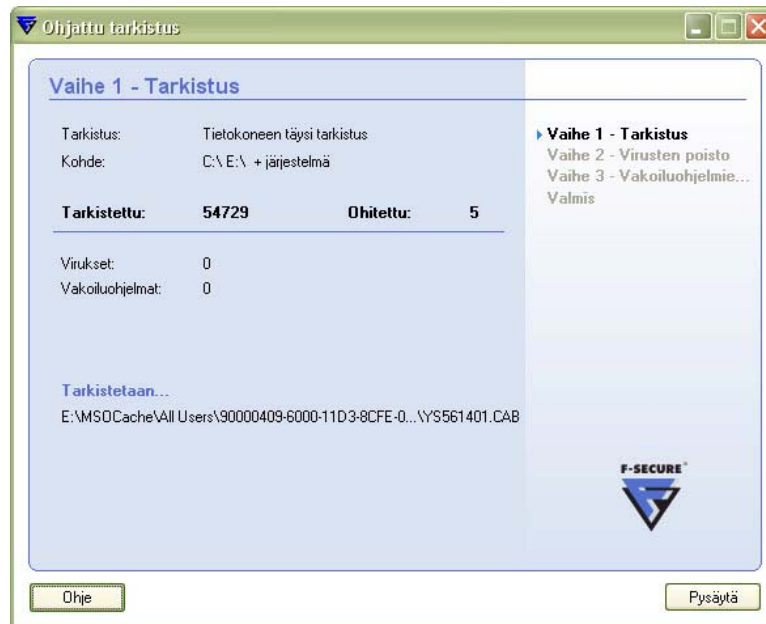 Ohjattu tarkistus
Vaihe 1 - Tarkistus
Tarkistus: Tietokoneen täysi tarkistus
Kohde: C:\ E:\ + järjestelmä
Tarkistettu: 54729 Ohitettu: 5
Virukset: 0
Vakoiluohjelmat: 0
Tarkistetaan...
E:\MSOCache\All Users\90000409-6000-11D3-8CFE-0...\YS561401.CAB
Vaihe 1 - Tarkistus
Vaihe 2 - Virusten poisto
Vaihe 3 - Vakoiluohjelmie...
Valmis
F-SECURE®
Ohje
Pysäytä